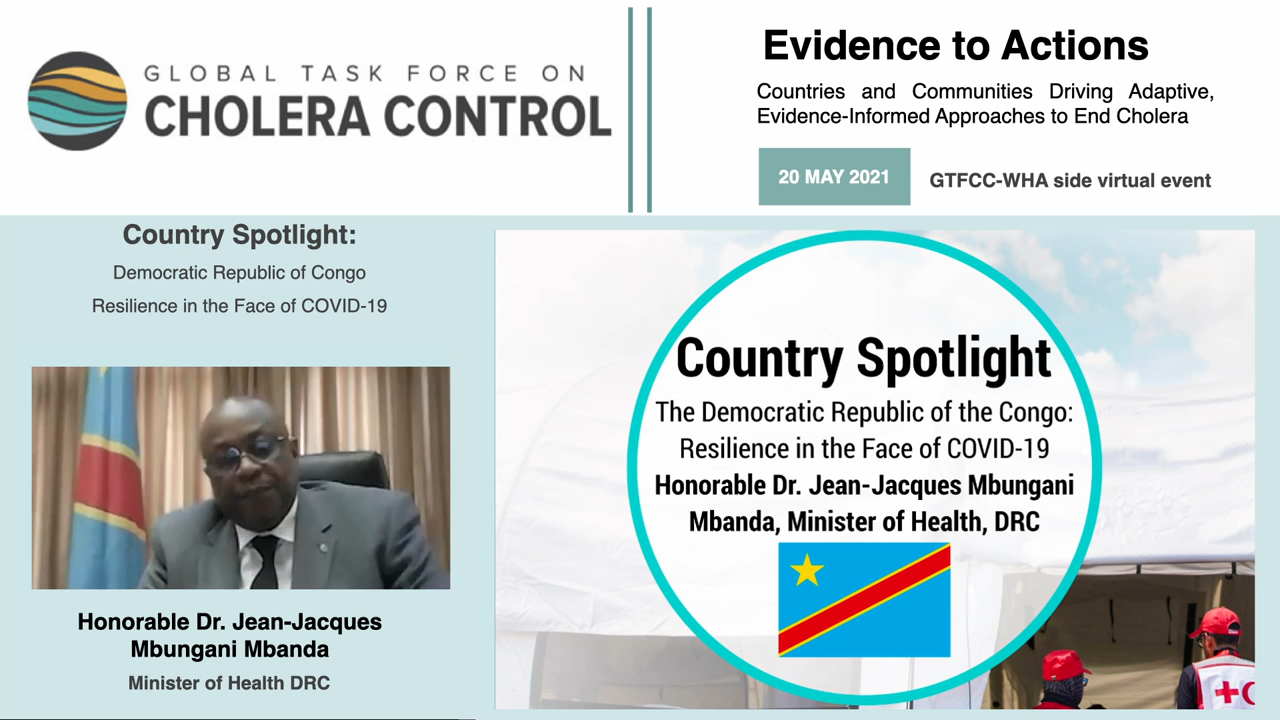 GLOBAL TASK FORCE ON
CHOLERA CONTROL
Evidence to Actions
Countries and Communities Driving Adaptive,
Evidence-Informed Approaches to End Cholera
20 MAY 2021
GTFCC-WHA side virtual event
Country Spotlight:
Democratic Republic of Congo
Resilience in the Face of COVID-19
Honorable Dr. Jean-Jacques
Mbungani Mbanda
Minister of Health DRC
Country Spotlight
The Democratic Republic of the Congo:
Resilience in the Face of COVID-19
Honorable Dr. Jean-Jacques Mbungani
Mbanda, Minister of Health, DRC